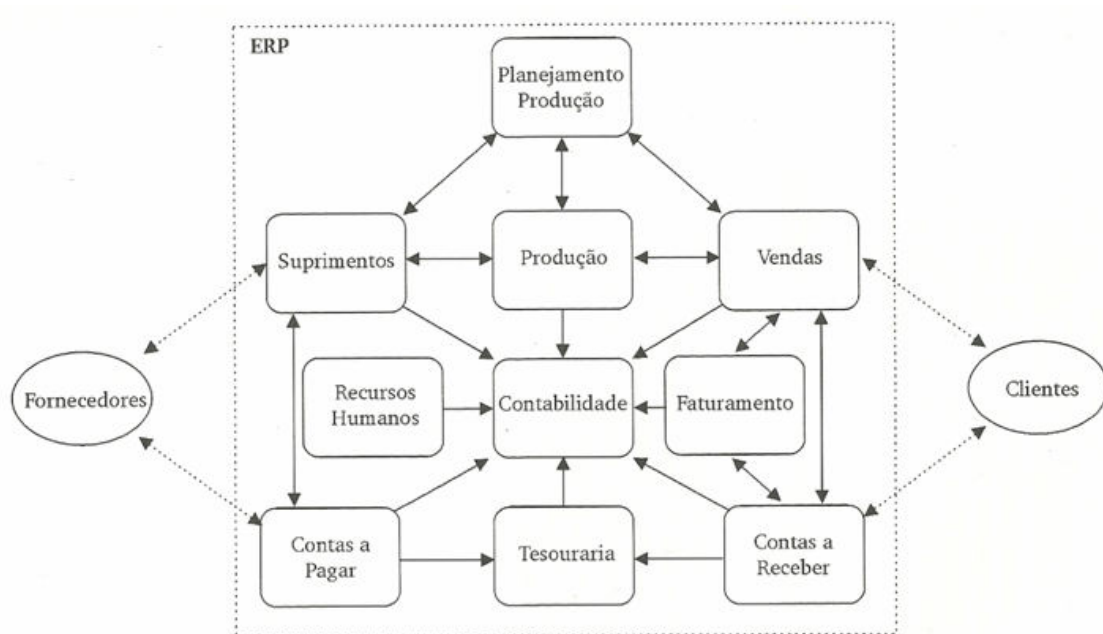 ERP
Planejamento
Produção
Suprimentos
Produção
Vendas
Fornecedores
Recursos
Humanos
Contabilidade
Faturamento
Clientes
Contas a
Pagar
Tesouraria
Contas a
Receber